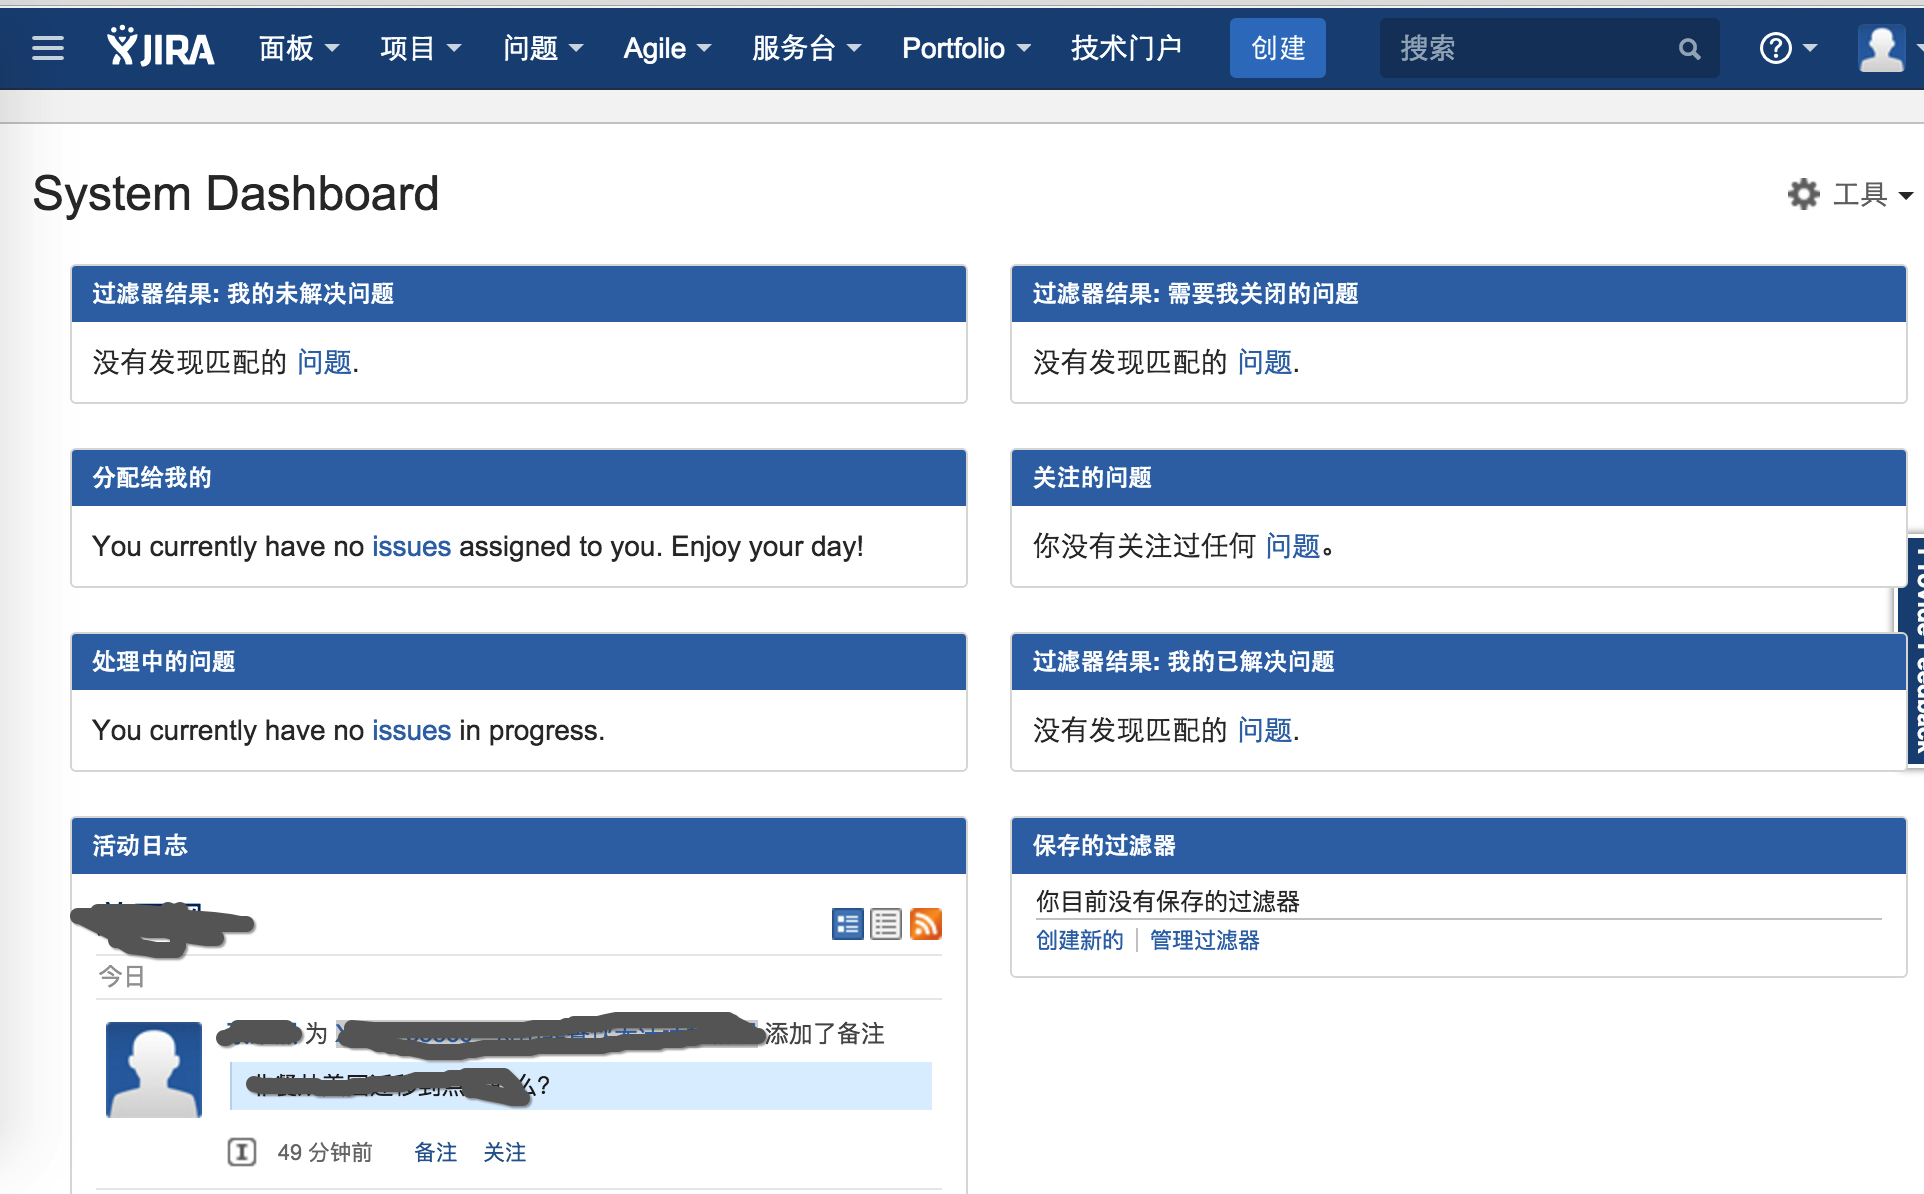 JIRA 面板 项目 问题 Agile 服务台 Portfolio 技术门户 创建 搜索
System Dashboard
工具
过滤器结果: 我的未解决问题
没有发现匹配的 问题.
过滤器结果: 需要我关闭的问题
没有发现匹配的 问题.
分配给我的
You currently have no issues assigned to you. Enjoy your day!
关注的问题
你没有关注过任何 问题。
Provide Feedback
处理中的问题
You currently have no issues in progress.
过滤器结果: 我的已解决问题
没有发现匹配的 问题.
活动日志
今日
为 添加了备注
么?
49 分钟前 备注 关注
保存的过滤器
你目前没有保存的过滤器
创建新的 管理过滤器